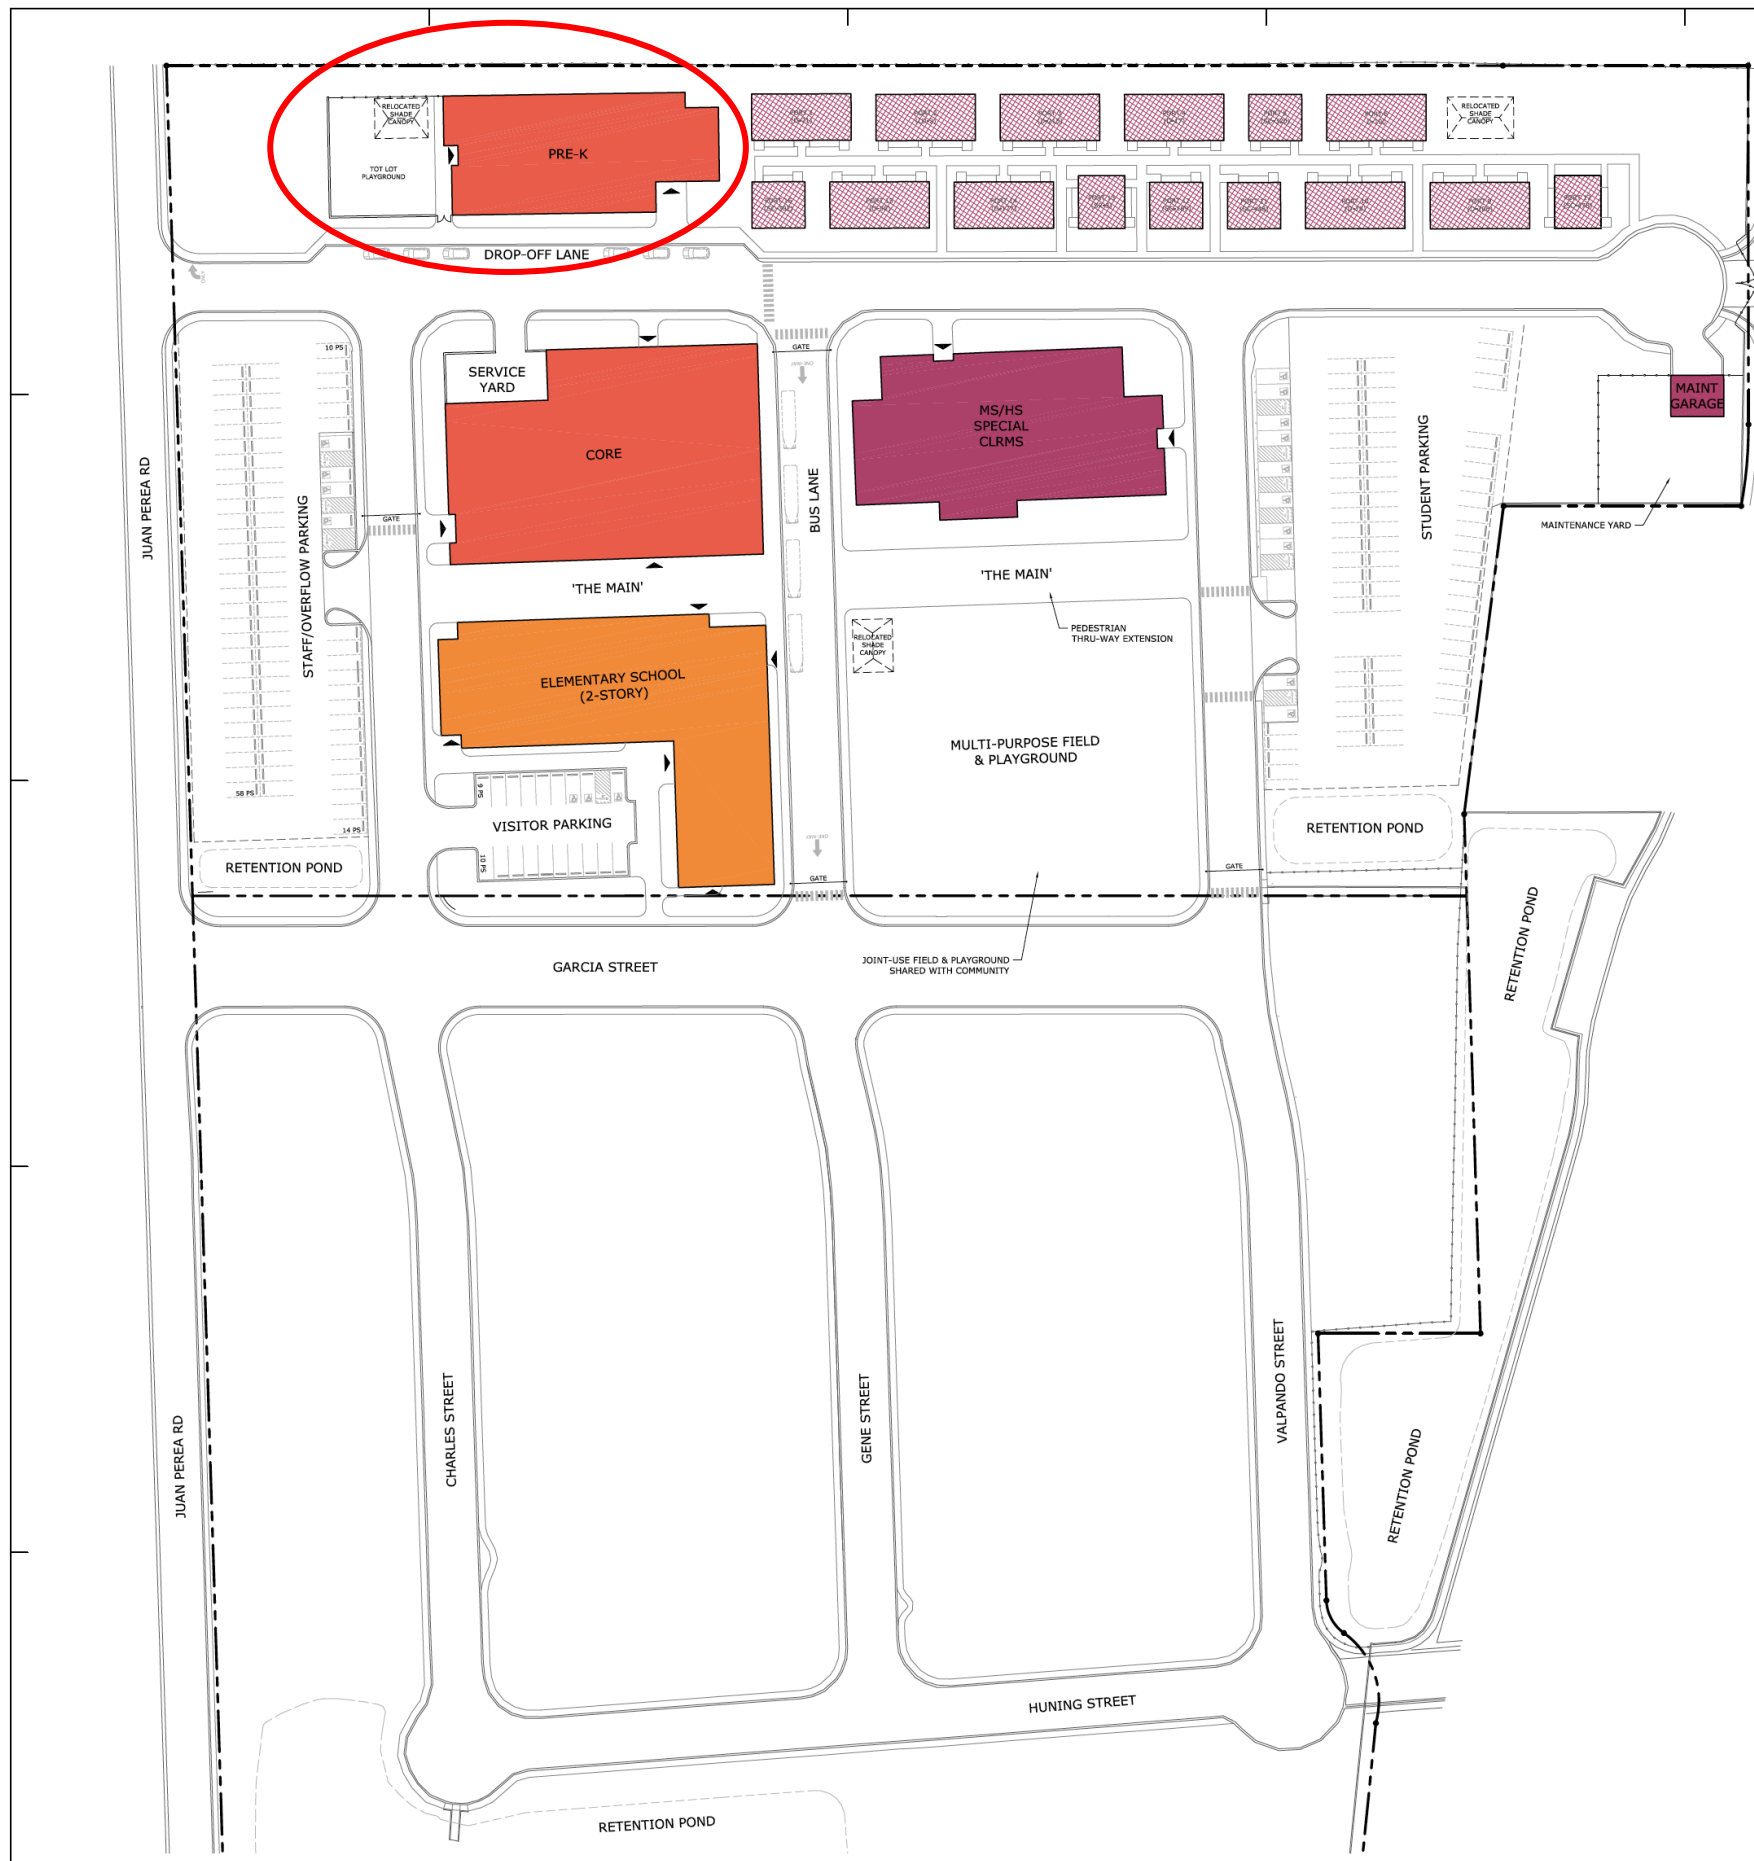 RELOCATED
SHADE
CANOPY
PRE-K
TOT LOT
PLAYGROUND
RELOCATED
SHADE
CANOPY
DROP-OFF LANE
10 PS
SERVICE
YARD
GATE
ONE-WAY
CORE
MS/HS
SPECIAL
CLRMS
MAINT
GARAGE
JUAN PEREA RD
STAFF/OVERFLOW PARKING
GATE
BUS LANE
STUDENT PARKING
MAINTENANCE YARD
'THE MAIN'
'THE MAIN'
PEDESTRIAN
THRU-WAY EXTENSION
RELOCATED
SHADE
CANOPY
ELEMENTARY SCHOOL
(2-STORY)
MULTI-PURPOSE FIELD
& PLAYGROUND
58 PS
9 PS
14 PS
VISITOR PARKING
10 PS
ONE-WAY
RETENTION POND
RETENTION POND
GATE
GATE
RETENTION POND
GARCIA STREET
JOINT-USE FIELD & PLAYGROUND
SHARED WITH COMMUNITY
JUAN PEREA RD
CHARLES STREET
GENE STREET
VALPANDO STREET
RETENTION POND
HUNING STREET
RETENTION POND